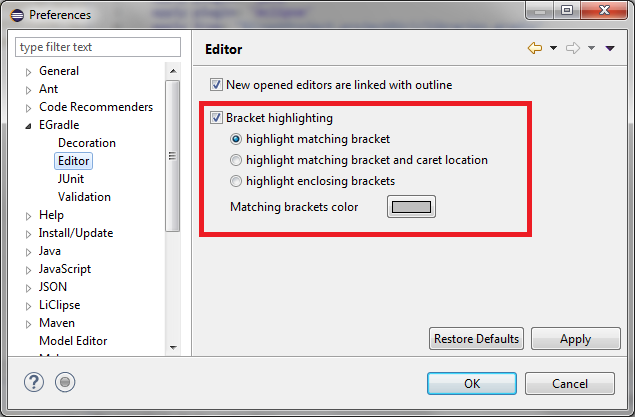 Preferences
type filter text
General
Ant
Code Recommenders
EGradle
Decoration
Editor
JUnit
Validation
Help
Install/Update
Java
JavaScript
JSON
LiClipse
Maven
Model Editor
Editor
New opened editors are linked with outline
Bracket highlighting
highlight matching bracket
highlight matching bracket and caret location
highlight enclosing brackets
Matching brackets color
Restore Defaults
Apply
?
OK
Cancel